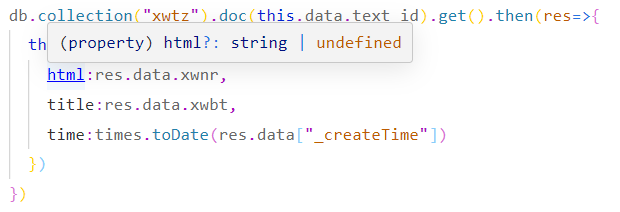 db.collection("xwtz").doc(this.data.text_id).get().then(res=>{
th
(property) html?: string | undefined
html:res.data.xwnr,
title:res.data.xwbt,
time:times.toDate(res.data["_createTime"])
})
})